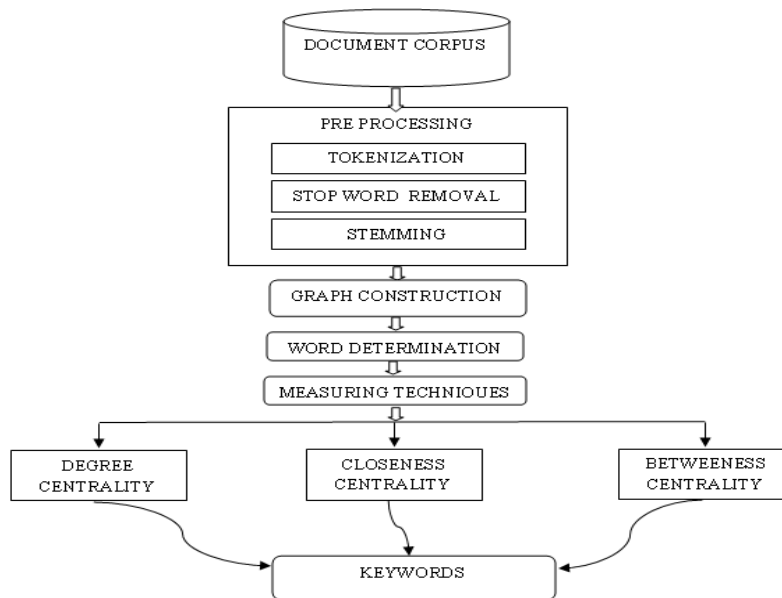 DOCUMENT CORPUS
PRE PROCESSING
TOKENIZATION
STOP WORD REMOVAL
STEMMING
GRAPH CONSTRUCTION
WORD DETERMINATION
MEASURING TECHNIOUES
DEGREE
CENTRALITY
CLOSENESS
CENTRALITY
BETWEENESS
CENTRALITY
KEYWORDS